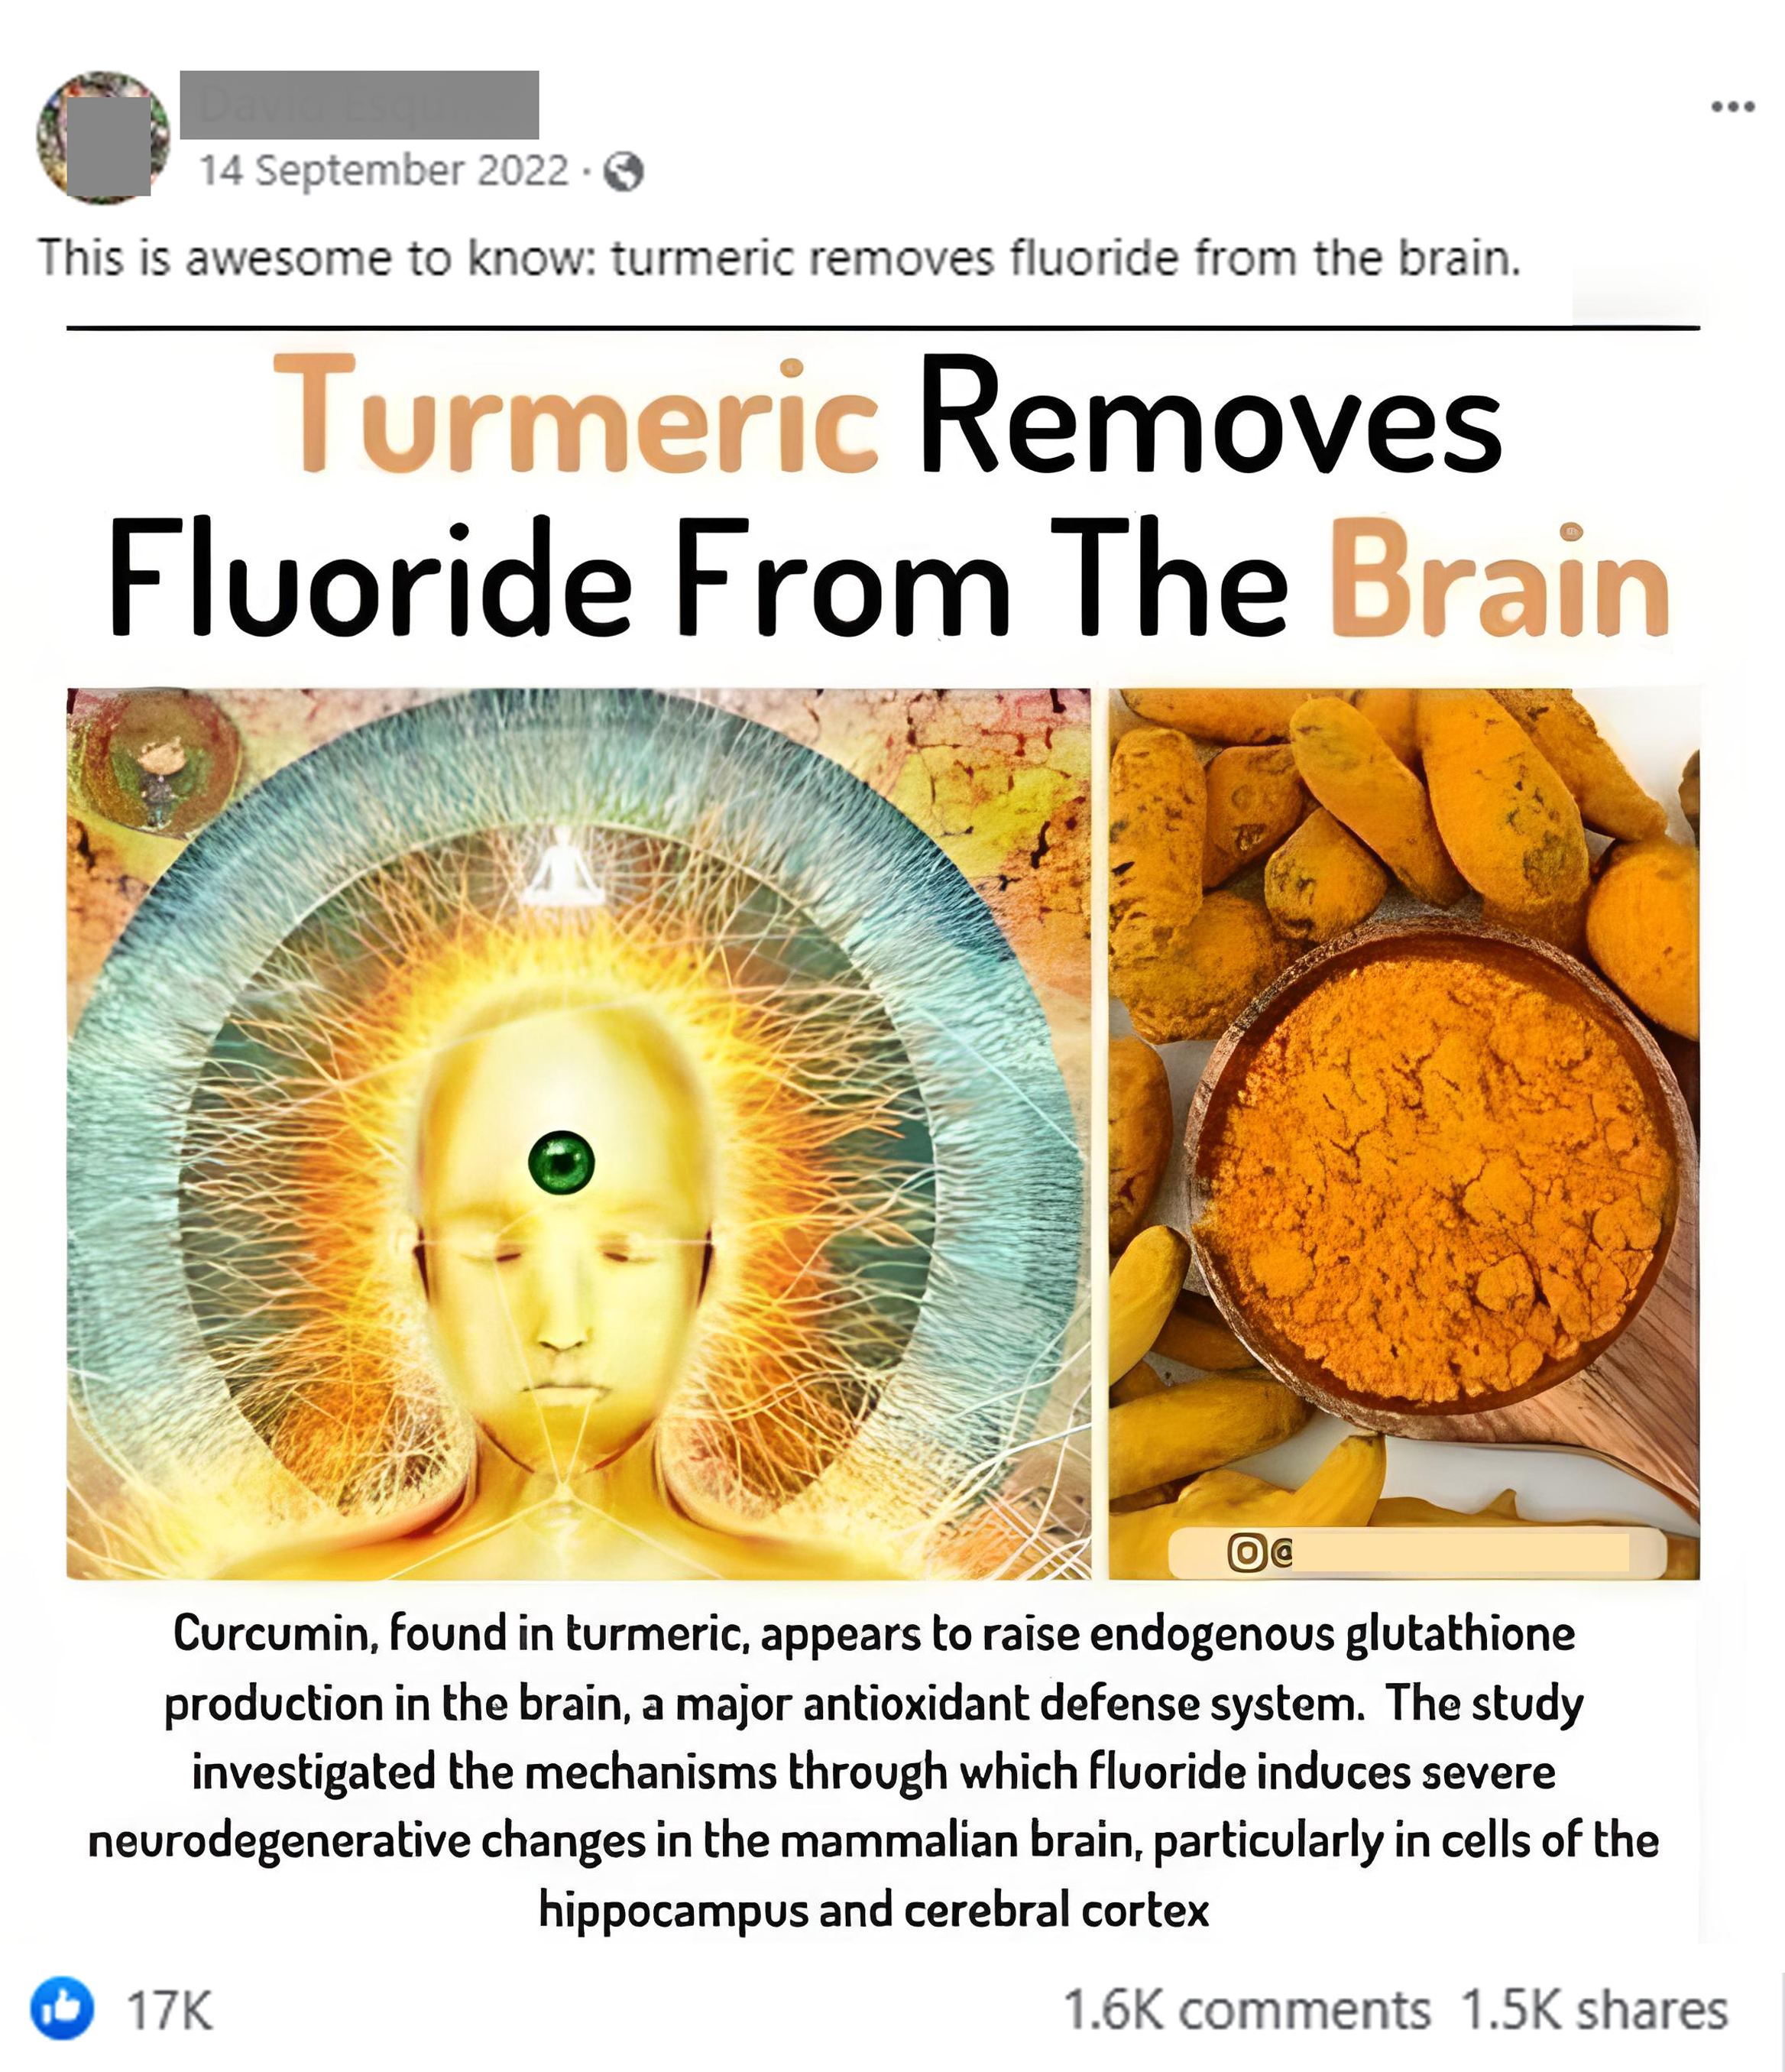 14 September 2022 ·
This is awesome to know: turmeric removes fluoride from the brain.
Turmeric Removes
Fluoride From The Brain
@
Curcumin, found in turmeric, appears to raise endogenous glutathione
production in the brain, a major antioxidant defense system. The study
investigated the mechanisms through which fluoride induces severe
neurodegenerative changes in the mammalian brain, particularly in cells of the
hippocampus and cerebral cortex
17K
1.6K comments 1.5K shares